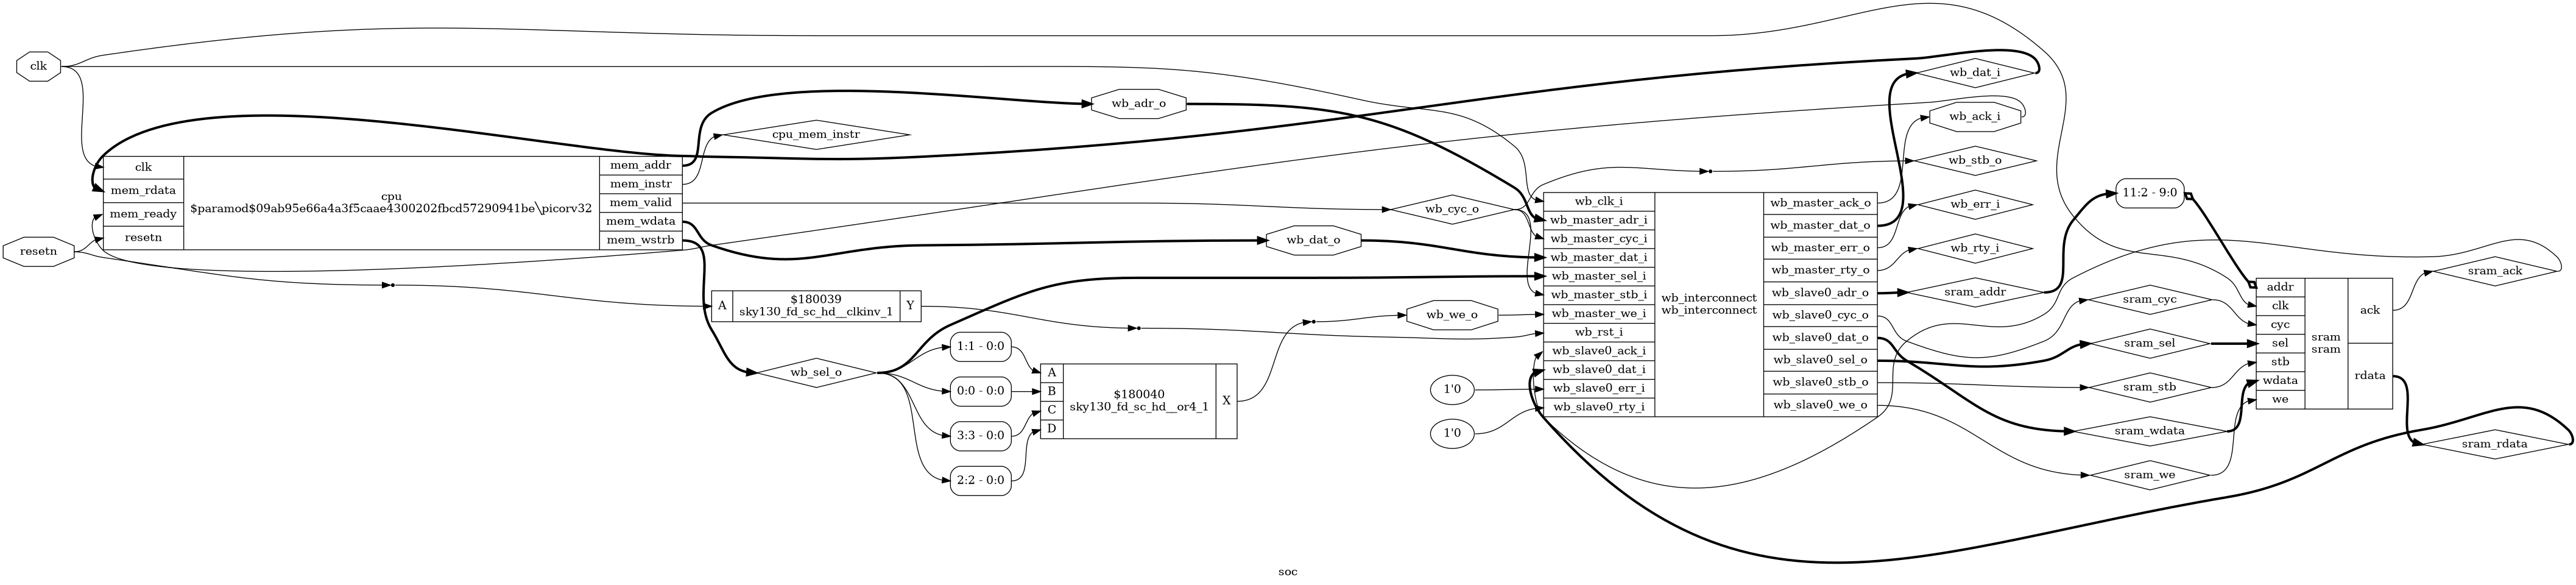 clk
resetn
clk
mem_rdata
mem_ready
resetn
cpu
$paramod$09ab95e66a4a3f5caae4300202fbcd57290941be\picorv32
mem_addr
mem_instr
mem_valid
mem_wdata
mem_wstrb
cpu_mem_instr
A
$180039
sky130_fd_sc_hd__clkinv_1
Y
wb_sel_o
1:1 - 0:0
0:0 - 0:0
3:3 - 0:0
2:2 - 0:0
A
B
C
D
$180040
sky130_fd_sc_hd__or4_1
X
wb_adr_o
wb_dat_o
wb_cyc_o
wb_we_o
1'0
1'0
wb_clk_i
wb_master_adr_i
wb_master_cyc_i
wb_master_dat_i
wb_master_sel_i
wb_master_stb_i
wb_master_we_i
wb_rst_i
wb_slave0_ack_i
wb_slave0_dat_i
wb_slave0_err_i
wb_slave0_rty_i
wb_interconnect
wb_interconnect
wb_master_ack_o
wb_master_dat_o
wb_master_err_o
wb_master_rty_o
wb_slave0_adr_o
wb_slave0_cyc_o
wb_slave0_dat_o
wb_slave0_sel_o
wb_slave0_stb_o
wb_slave0_we_o
wb_dat_i
wb_ack_i
wb_stb_o
wb_err_i
wb_rty_i
sram_addr
11:2 - 9:0
sram_cyc
sram_sel
sram_stb
sram_wdata
sram_we
addr
clk
cyc
sel
stb
wdata
we
sram
sram
ack
rdata
sram_ack
sram_rdata
soc